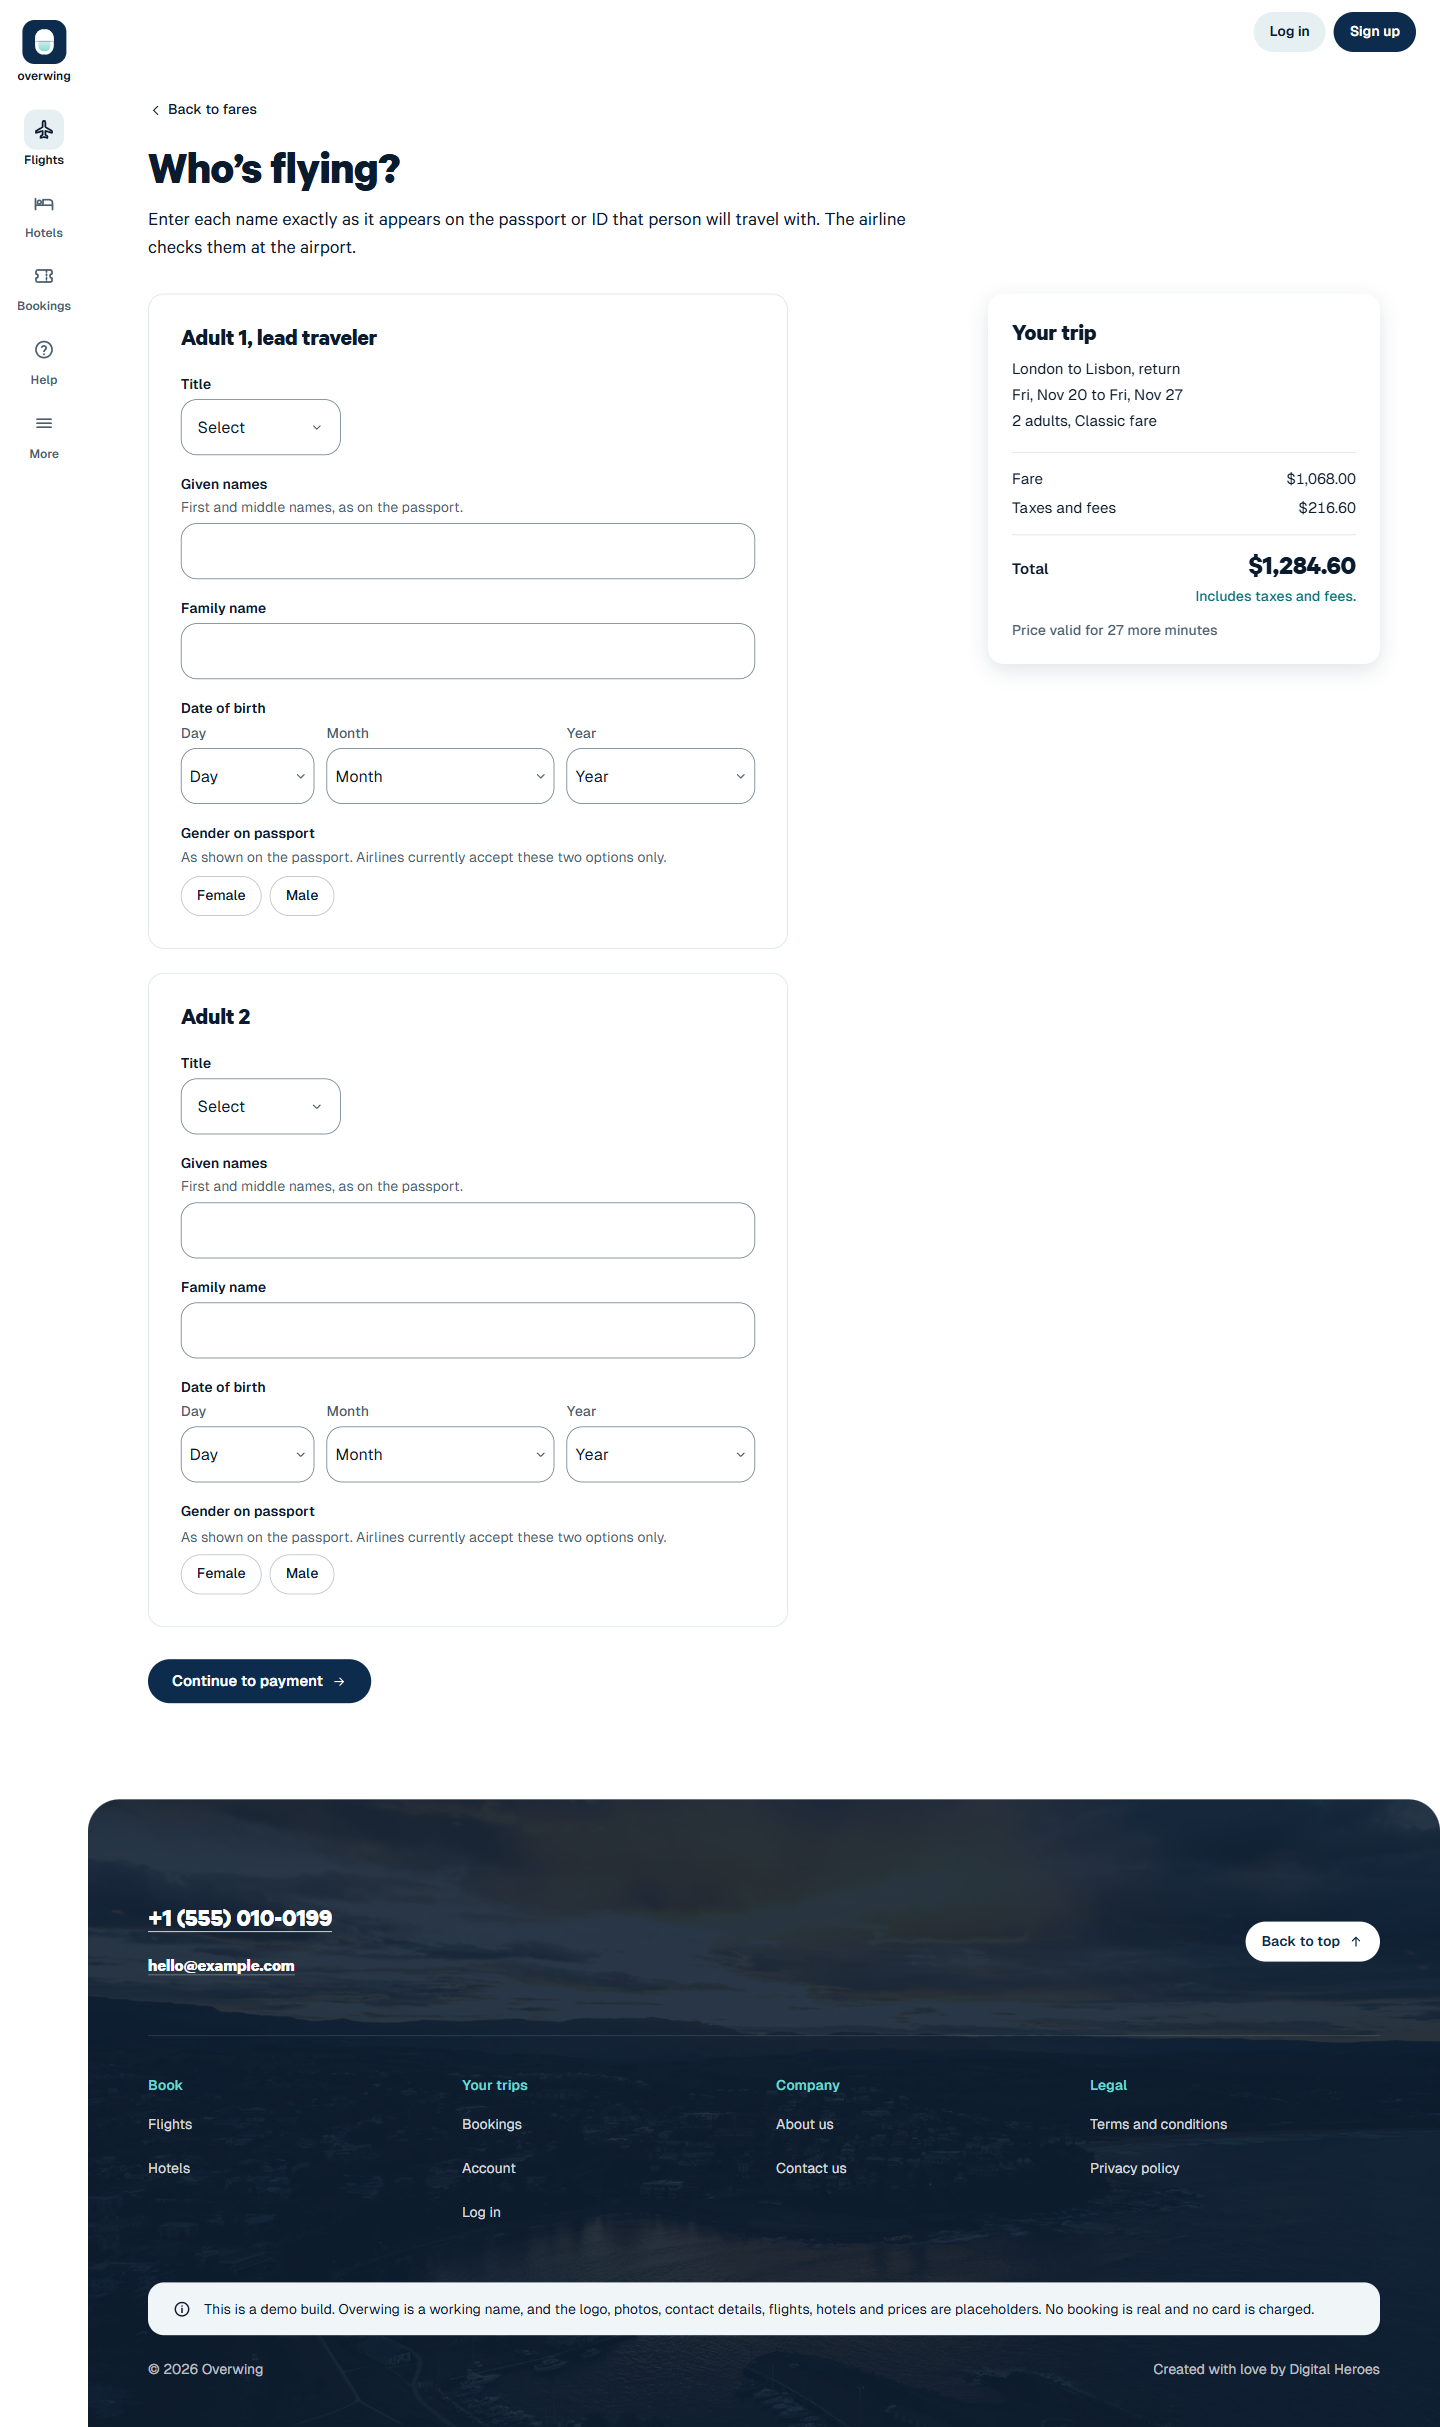 overwing
Flights
Hotels
Bookings
Help
More
Log in
Sign up
Back to fares
Who's flying?
Enter each name exactly as it appears on the passport or ID that person will travel with. The airline
checks them at the airport.
Adult 1, lead traveler
Title
Select
Given names
First and middle names, as on the passport.
Family name
Date of birth
Day Month Year
Day Month Year
Gender on passport
As shown on the passport. Airlines currently accept these two options only.
Female Male
Adult 2
Title
Select
Given names
First and middle names, as on the passport.
Family name
Date of birth
Day Month Year
Day Month Year
Gender on passport
As shown on the passport. Airlines currently accept these two options only.
Female Male
Continue to payment
Your trip
London to Lisbon, return
Fri, Nov 20 to Fri, Nov 27
2 adults, Classic fare
Fare $1,068.00
Taxes and fees $216.60
Total $1,284.60
Includes taxes and fees.
Price valid for 27 more minutes
+1 (555) 010-0199
hello@example.com
Back to top
Book
Flights
Hotels
Your trips
Bookings
Account
Log in
Company
About us
Contact us
Legal
Terms and conditions
Privacy policy
This is a demo build. Overwing is a working name, and the logo, photos, contact details, flights, hotels and prices are placeholders. No booking is real and no card is charged.
© 2026 Overwing
Created with love by Digital Heroes